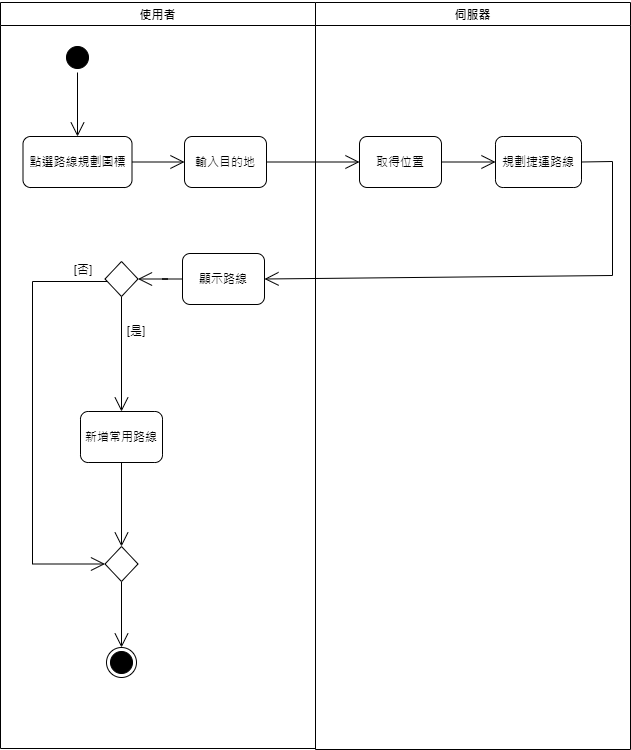 使用者
伺服器
點選路線規劃圖標
輸入目的地
取得位置
規劃捷運路線
[否]
顯示路線
[是]
新增常用路線